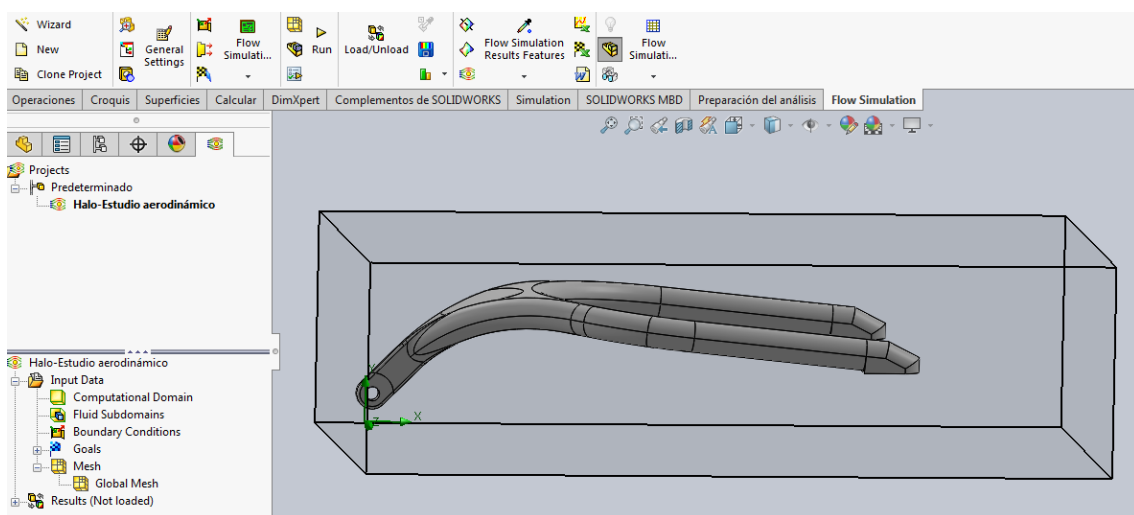 Wizard
New
Clone Project
General Settings
Flow Simulati...
Run
Load/Unload
Flow Simulation Results Features
Flow Simulati...
Operaciones Croquis Superficies Calcular DimXpert Complementos de SOLIDWORKS Simulation SOLIDWORKS MBD Preparación del análisis Flow Simulation
Projects
Predeterminado
Halo-Estudio aerodinámico
Halo-Estudio aerodinámico
Input Data
Computational Domain
Fluid Subdomains
Boundary Conditions
Goals
Mesh
Global Mesh
Results (Not loaded)
Y
Z
X